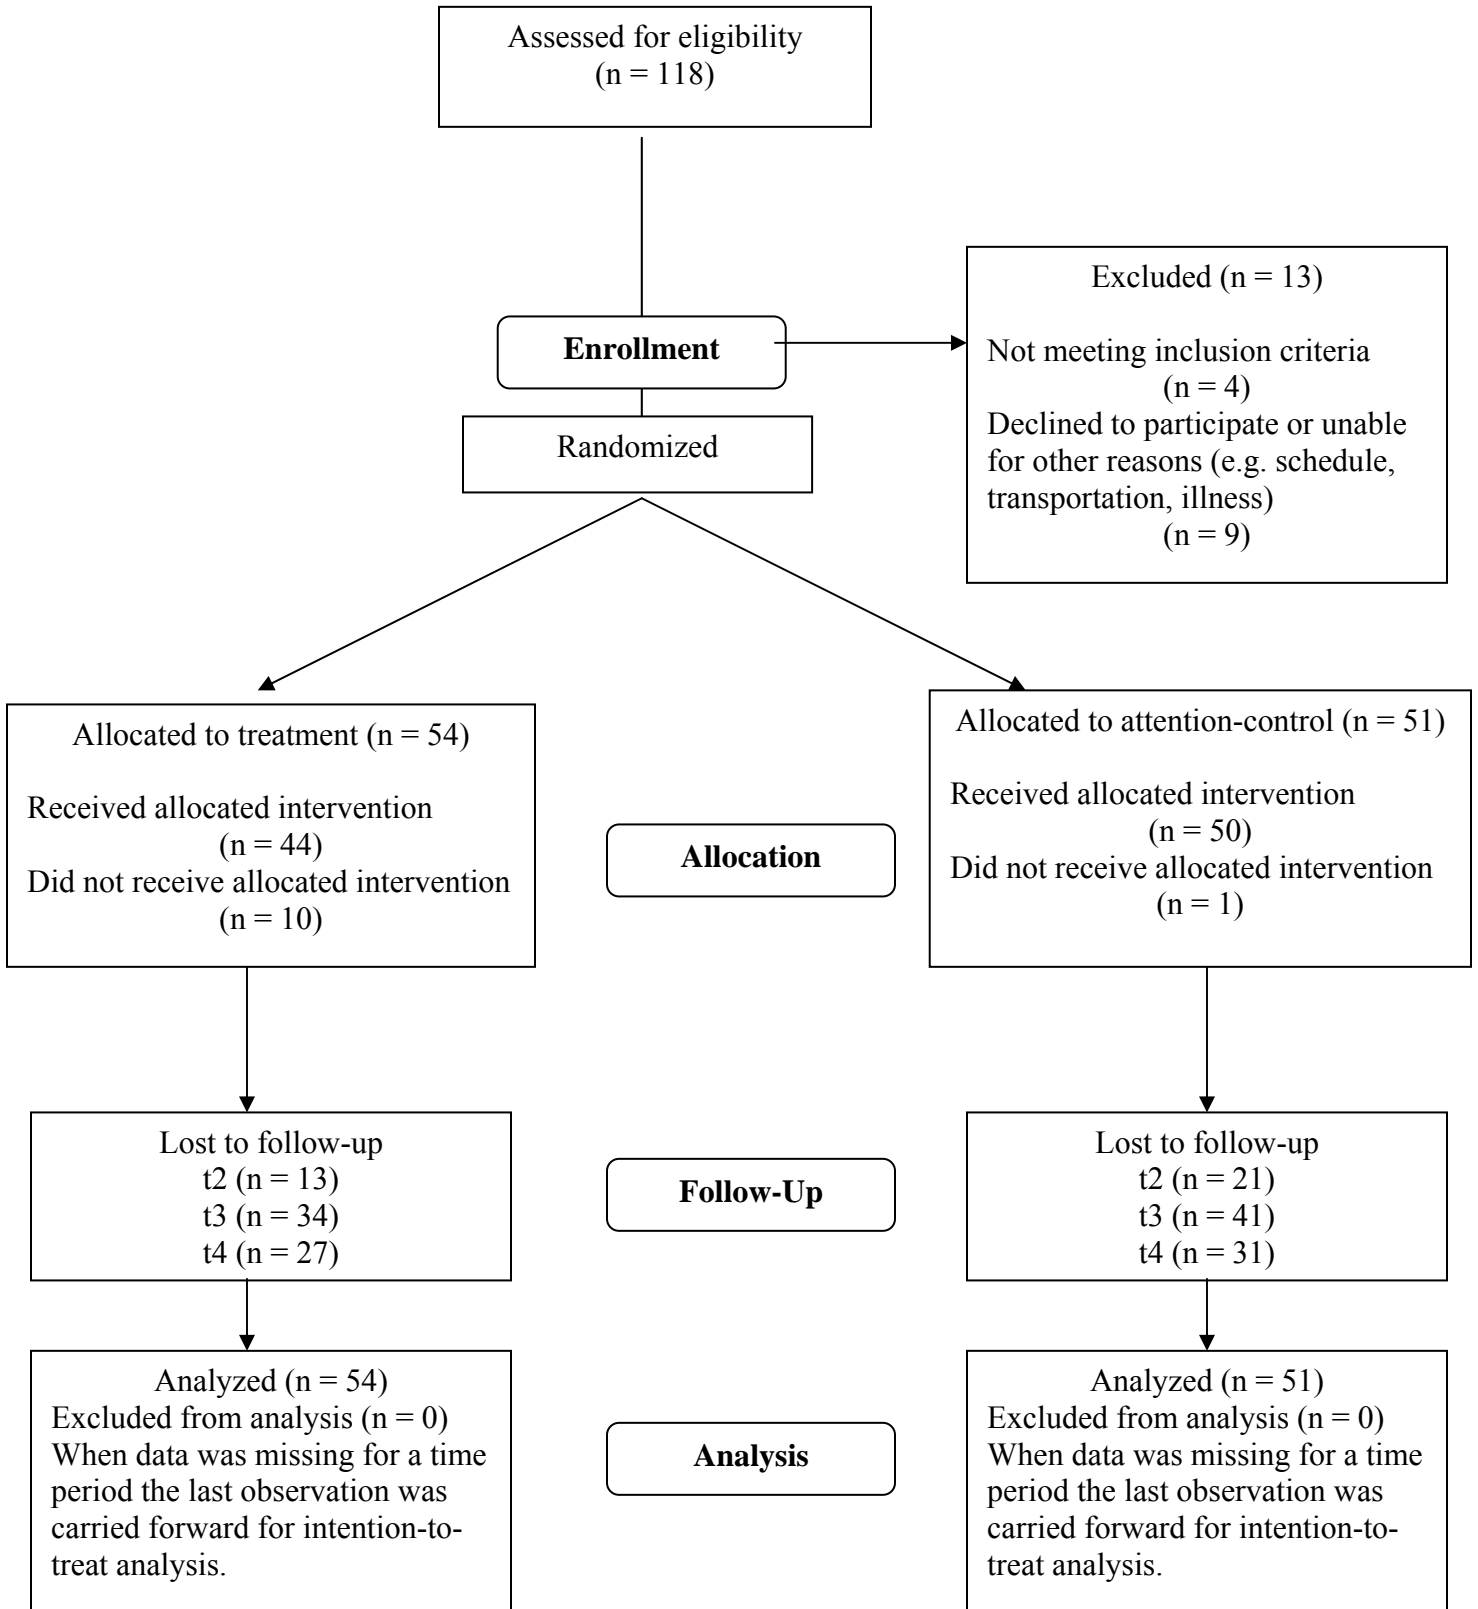 Assessed for eligibility
(n = 118)
Excluded (n = 13)
Not meeting inclusion criteria
(n = 4)
Declined to participate or unable
for other reasons (e.g. schedule,
transportation, illness)
(n = 9)
Enrollment
Randomized
Allocated to treatment (n = 54)
Received allocated intervention
(n = 44)
Did not receive allocated intervention
(n = 10)
Allocation
Allocated to attention-control (n = 51)
Received allocated intervention
(n = 50)
Did not receive allocated intervention
(n = 1)
Lost to follow-up
t2 (n = 13)
t3 (n = 34)
t4 (n = 27)
Follow-Up
Lost to follow-up
t2 (n = 21)
t3 (n = 41)
t4 (n = 31)
Analyzed (n = 54)
Excluded from analysis (n = 0)
When data was missing for a time
period the last observation was
carried forward for intention-to-
treat analysis.
Analysis
Analyzed (n = 51)
Excluded from analysis (n = 0)
When data was missing for a time
period the last observation was
carried forward for intention-to-
treat analysis.